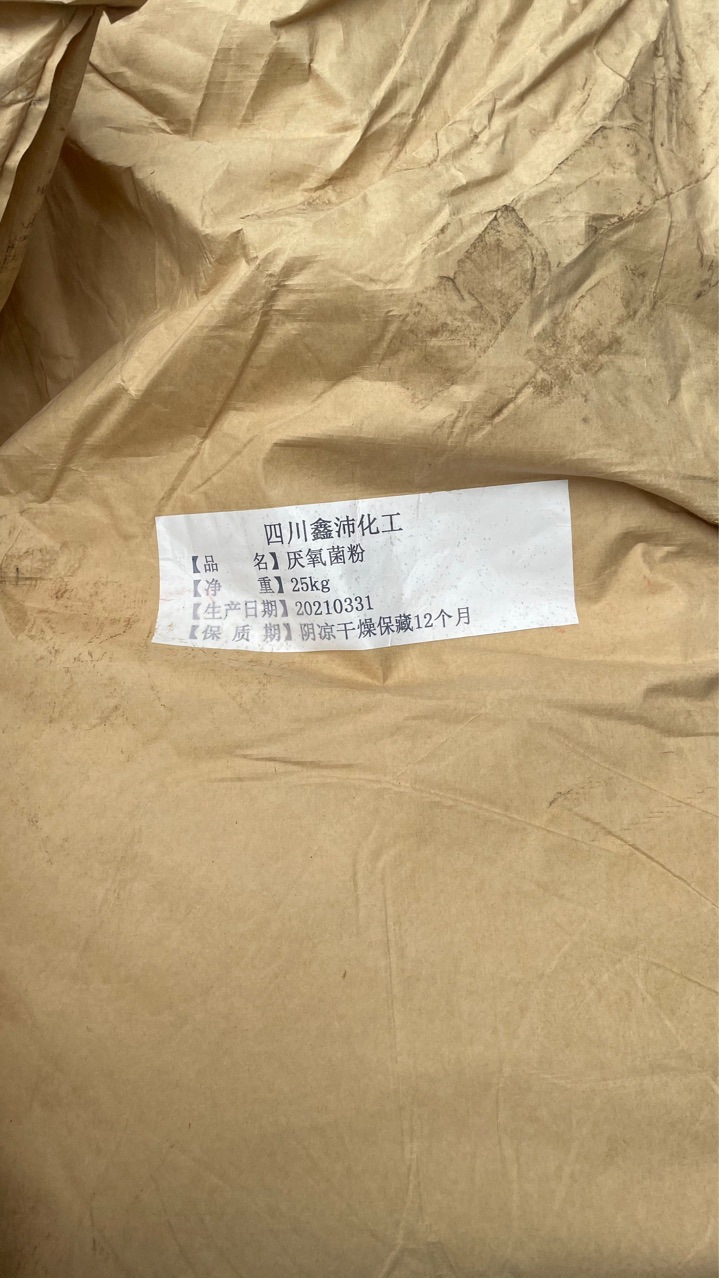 四川鑫沛化工
【品 名】厌氧菌粉
【净 重】25kg
【生产日期】20210331
【保 质 期】阴凉干燥保藏12个月